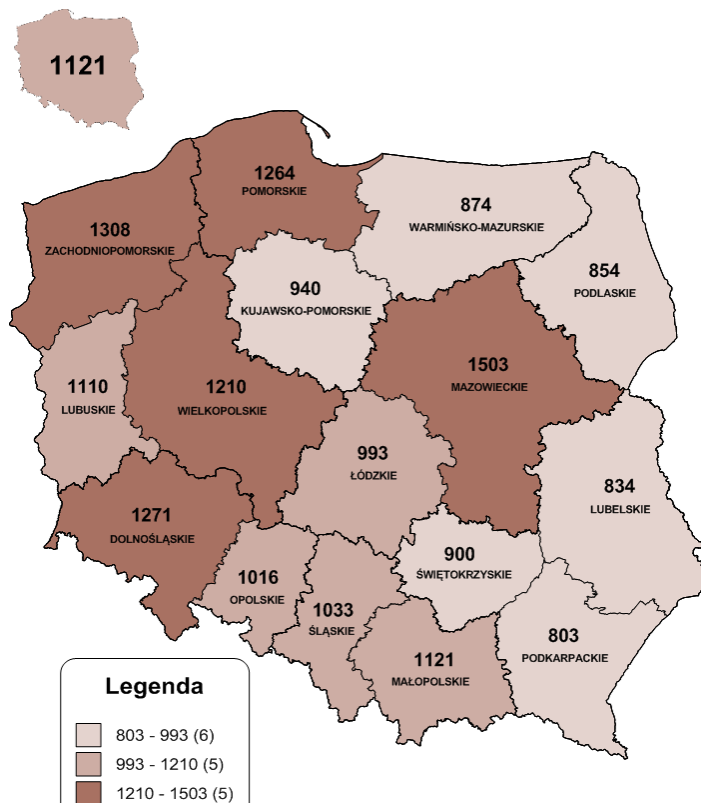 1121
1264
POMORSKIE
874
WARMIŃSKO-MAZURSKIE
1308
ZACHODNIOPOMORSKIE
854
PODLASKIE
940
KUJAWSKO-POMORSKIE
1503
MAZOWIECKIE
1110
LUBUSKIE
1210
WIELKOPOLSKIE
993
ŁÓDZKIE
834
LUBELSKIE
1271
DOLNOŚLĄSKIE
900
ŚWIĘTOKRZYSKIE
1016
OPOLSKIE
1033
ŚLĄSKIE
803
PODKARPACKIE
1121
MAŁOPOLSKIE
Legenda
803 - 993 (6)
993 - 1210 (5)
1210 - 1503 (5)